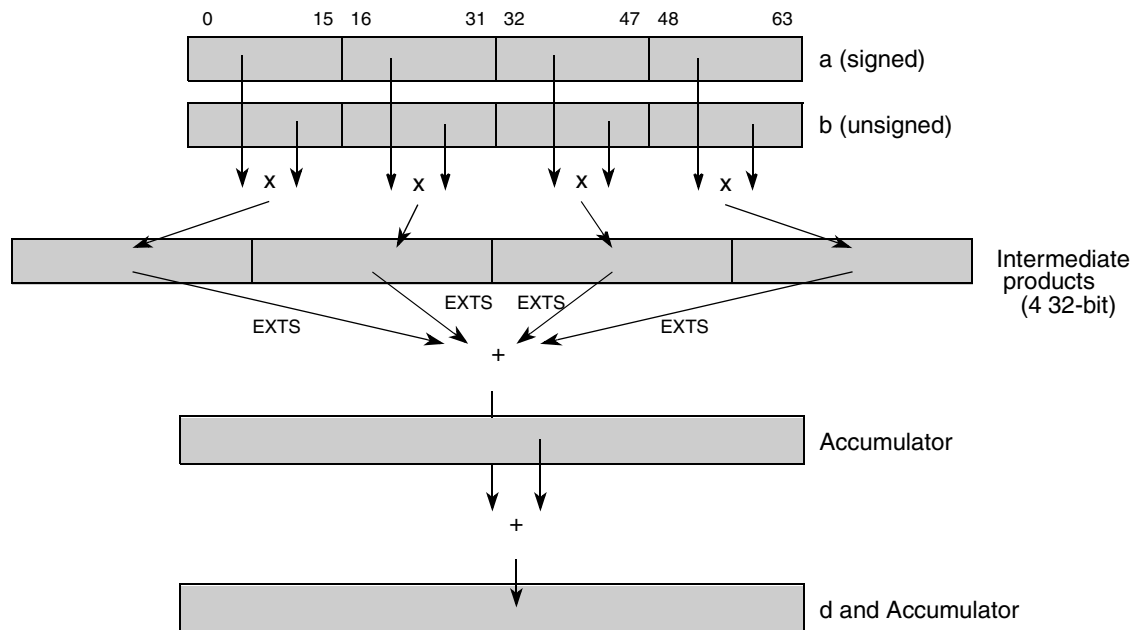 0 15 16 31 32 47 48 63
a (signed)
b (unsigned)
x x x x
Intermediate
products
(4 32-bit)
EXTS EXTS
EXTS EXTS
+
Accumulator
+
d and Accumulator